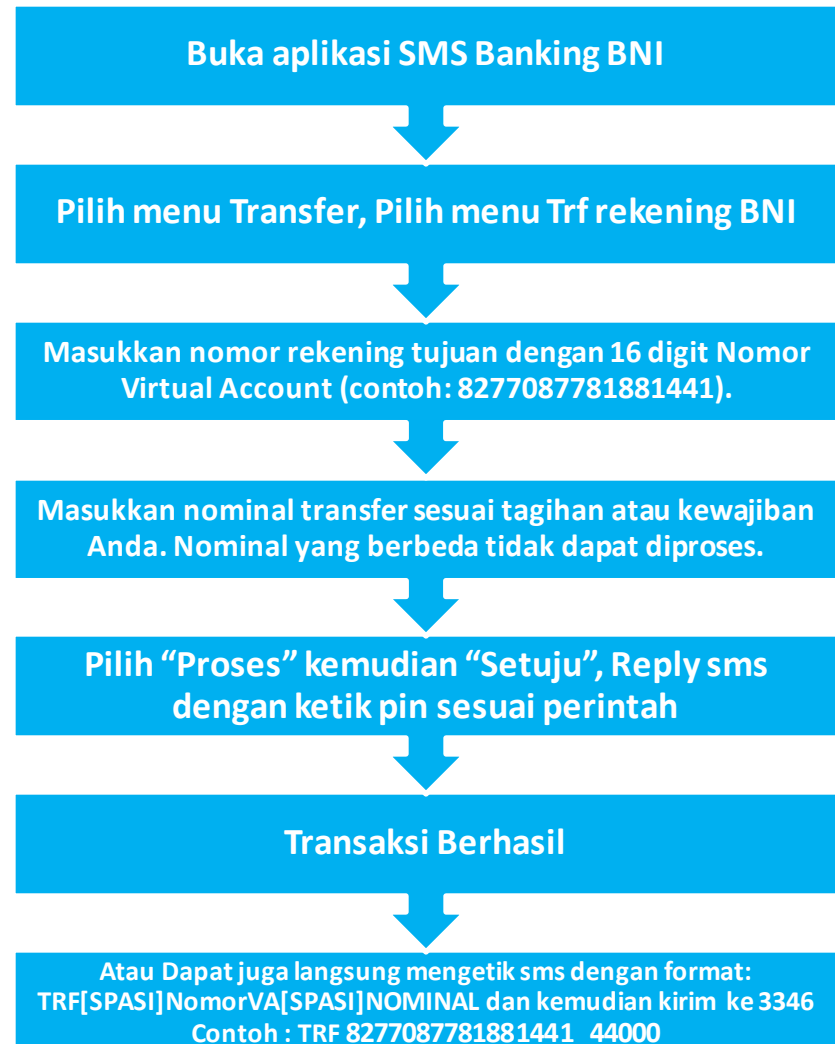 Buka aplikasi SMS Banking BNI
Pilih menu Transfer, Pilih menu Trf rekening BNI
Masukkan nomor rekening tujuan dengan 16 digit Nomor
Virtual Account (contoh: 8277087781881441).
Masukkan nominal transfer sesuai tagihan atau kewajiban
Anda. Nominal yang berbeda tidak dapat diproses.
Pilih “Proses” kemudian “Setuju”, Reply sms
dengan ketik pin sesuai perintah
Transaksi Berhasil
Atau Dapat juga langsung mengetik sms dengan format:
TRF[SPASI]NomorVA[SPASI]NOMINAL dan kemudian kirim ke 3346
Contoh : TRF 8277087781881441 44000